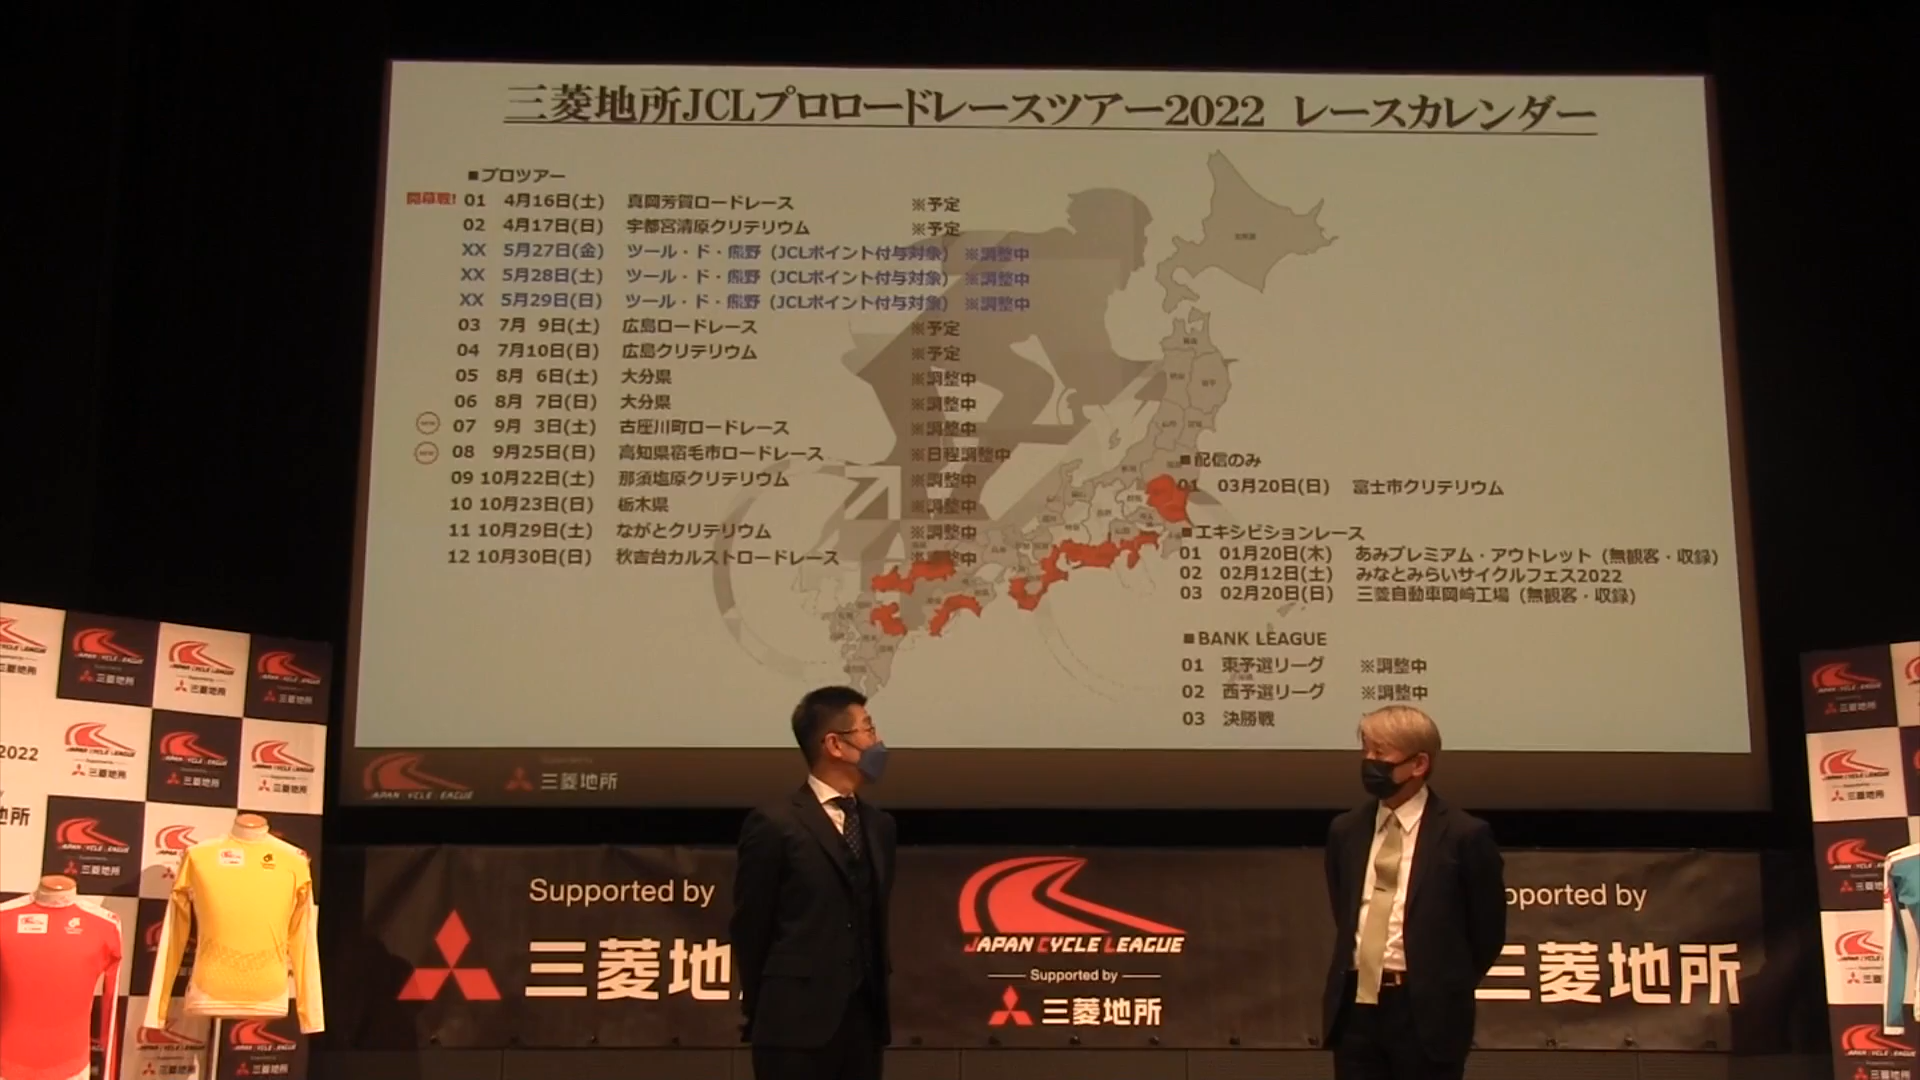 三菱地所JCLプロロードレースツアー2022 レースカレンダー
■プロツアー
開幕戦! 01 4月16日(土) 真岡芳賀ロードレース ※予定
02 4月17日(日) 宇都宮清原クリテリウム ※予定
XX 5月27日(金) ツール・ド・熊野 (JCLポイント付与対象) ※調整中
XX 5月28日(土) ツール・ド・熊野 (JCLポイント付与対象) ※調整中
XX 5月29日(日) ツール・ド・熊野 (JCLポイント付与対象) ※調整中
03 7月 9日(土) 広島ロードレース ※予定
04 7月10日(日) 広島クリテリウム ※予定
05 8月 6日(土) 大分県 ※調整中
06 8月 7日(日) 大分県 ※調整中
07 9月 3日(土) 古座川町ロードレース ※調整中
08 9月25日(日) 高知県宿毛市ロードレース ※日程調整中
09 10月22日(土) 那須塩原クリテリウム ※調整中
10 10月23日(日) 栃木県 ※調整中
11 10月29日(土) ながとクリテリウム ※調整中
12 10月30日(日) 秋吉台カルストロードレース ※調整中
■配信のみ
01 03月20日(日) 富士市クリテリウム
■エキシビションレース
01 01月20日(木) あみプレミアム・アウトレット (無観客・収録)
02 02月12日(土) みなとみらいサイクルフェス2022
03 02月20日(日) 三菱自動車岡崎工場 (無観客・収録)
■BANK LEAGUE
01 東予選リーグ ※調整中
02 西予選リーグ ※調整中
03 決勝戦
JAPAN CYCLE LEAGUE
三菱地所
2022
地所
Supported by
三菱地
JAPAN CYCLE LEAGUE
Supported by
三菱地所
pported by
三菱地所